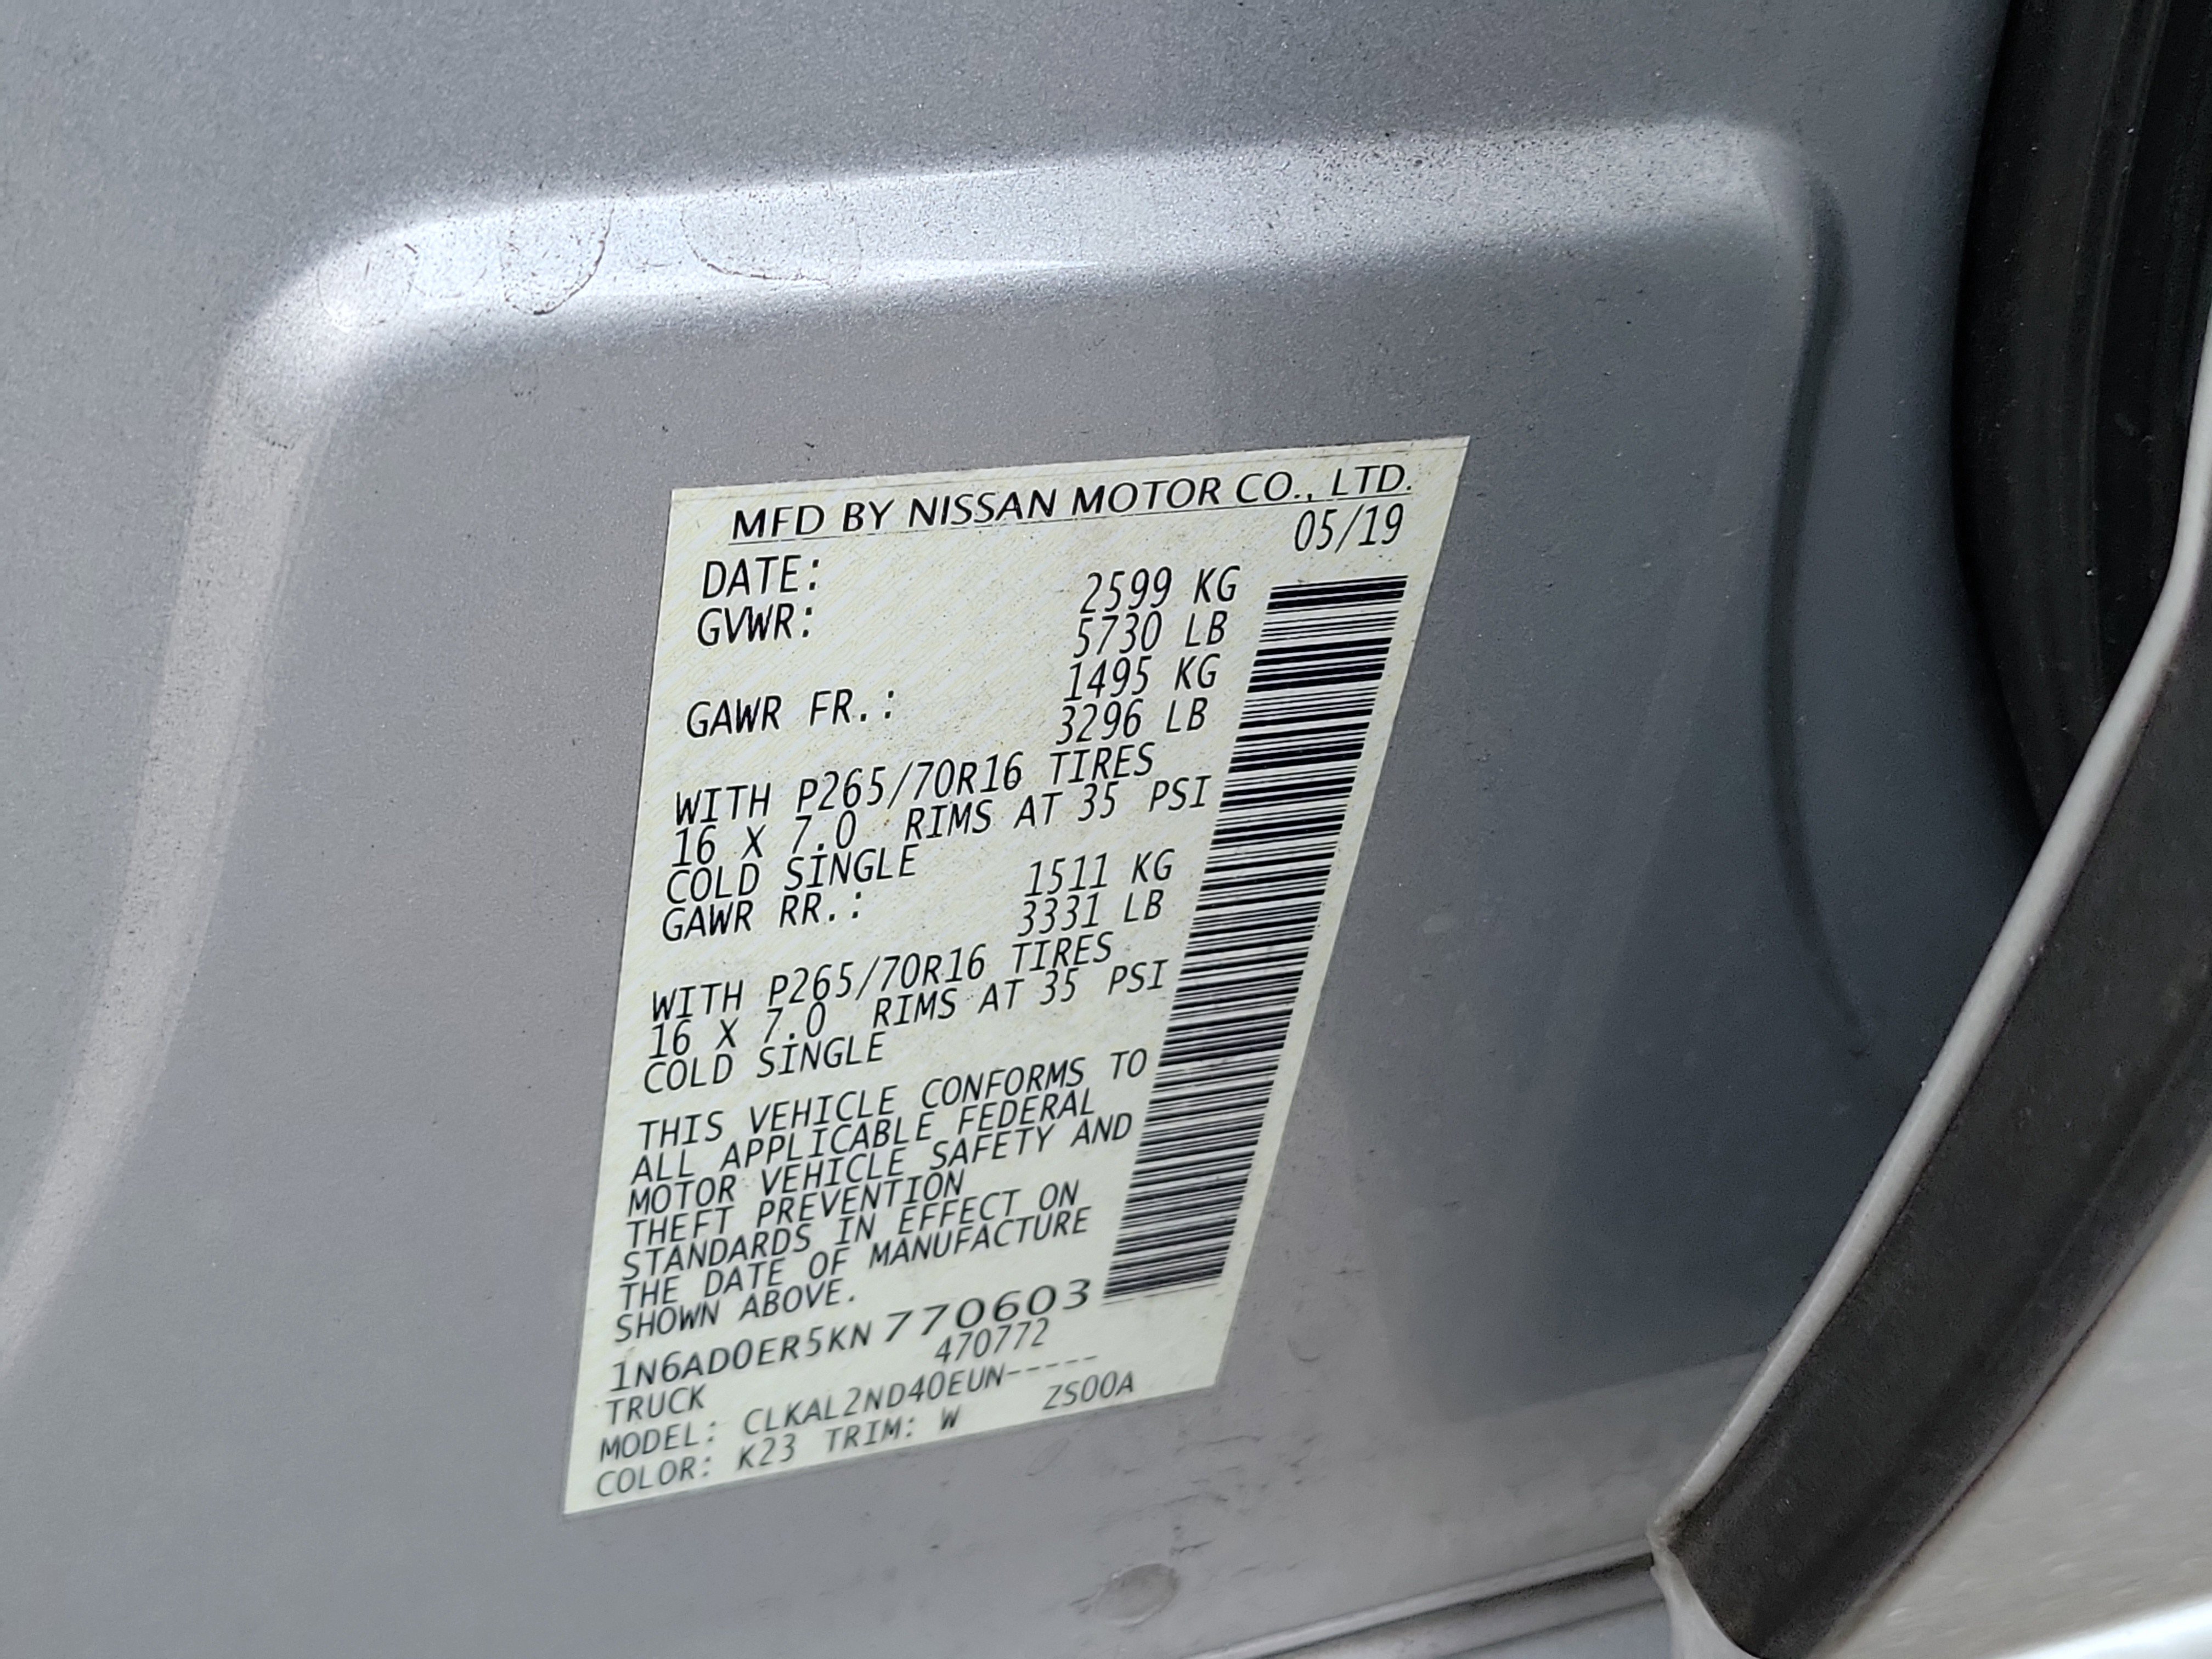 MFD BY NISSAN MOTOR CO., LTD.
DATE: 05/19
GVWR: 2599 KG
5730 LB
GAWR FR.: 1495 KG
3296 LB
WITH P265/70R16 TIRES
16 X 7.0 RIMS AT 35 PSI
COLD SINGLE
GAWR RR.: 1511 KG
3331 LB
WITH P265/70R16 TIRES
16 X 7.0 RIMS AT 35 PSI
COLD SINGLE
THIS VEHICLE CONFORMS TO
ALL APPLICABLE FEDERAL
MOTOR VEHICLE SAFETY AND
THEFT PREVENTION
STANDARDS IN EFFECT ON
THE DATE OF MANUFACTURE
SHOWN ABOVE.
1N6AD0ER5KN770603
TRUCK 470772
MODEL: CLKAL2ND40EUN-----
COLOR: K23 TRIM: W ZS00A